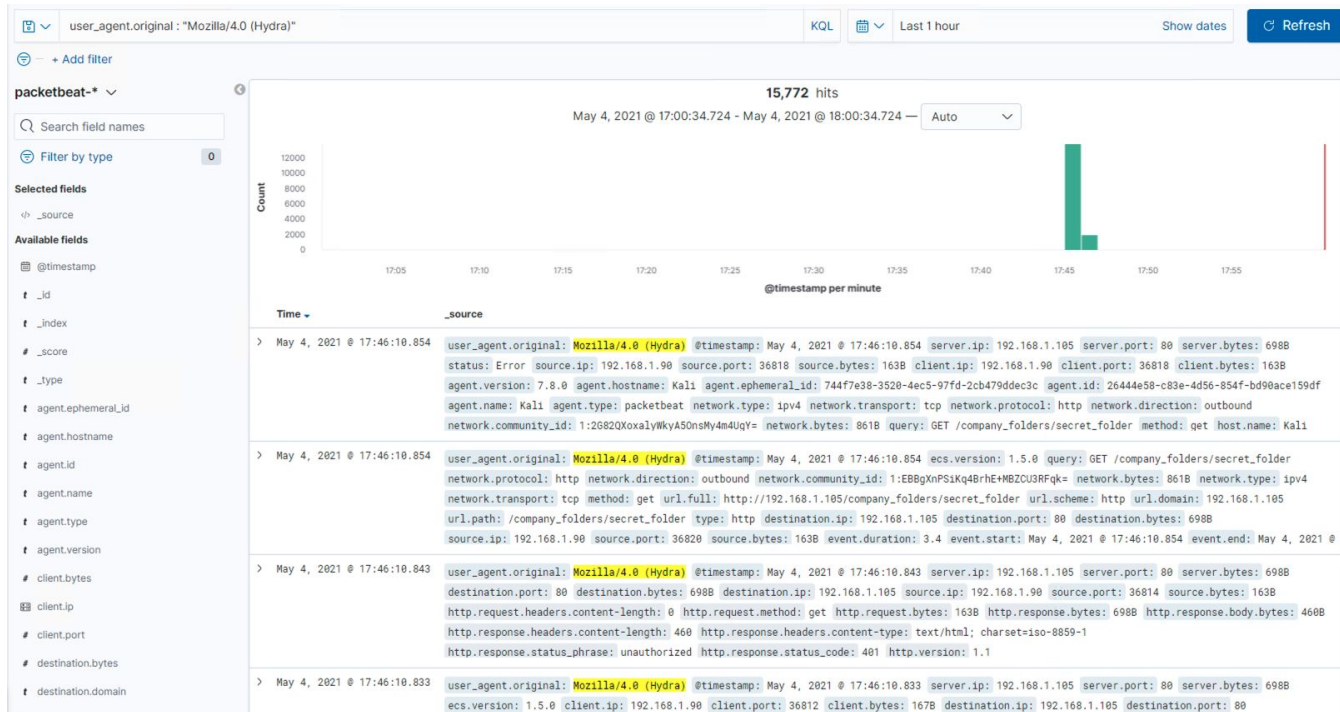 user_agent.original : "Mozilla/4.0 (Hydra)"
KQL
Last 1 hour
Show dates
Refresh
+ Add filter
packetbeat-*
Search field names
Filter by type
0
Selected fields
</> _source
Available fields
@timestamp
t _id
t _index
# _score
t _type
t agent.ephemeral_id
t agent.hostname
t agent.id
t agent.name
t agent.type
t agent.version
# client.bytes
client.ip
# client.port
# destination.bytes
t destination.domain
15,772 hits
May 4, 2021 @ 17:00:34.724 - May 4, 2021 @ 18:00:34.724 — Auto
Count
12000
10000
8000
6000
4000
2000
0
17:05 17:10 17:15 17:20 17:25 17:30 17:35 17:40 17:45 17:50 17:55
@timestamp per minute
Time _source
> May 4, 2021 @ 17:46:10.854 user_agent.original: Mozilla/4.0 (Hydra) @timestamp: May 4, 2021 @ 17:46:10.854 server.ip: 192.168.1.105 server.port: 80 server.bytes: 698B
status: Error source.ip: 192.168.1.90 source.port: 36818 source.bytes: 163B client.ip: 192.168.1.90 client.port: 36818 client.bytes: 163B
agent.version: 7.8.0 agent.hostname: Kali agent.ephemeral_id: 744f7e38-3520-4ec5-97fd-2cb479ddec3c agent.id: 26444e58-c83e-4d56-854f-bd90ace159df
agent.name: Kali agent.type: packetbeat network.type: ipv4 network.transport: tcp network.protocol: http network.direction: outbound
network.community_id: 1:2G82QXoxalyWkyA5OnsMy4m4UgY= network.bytes: 861B query: GET /company_folders/secret_folder method: get host.name: Kali
> May 4, 2021 @ 17:46:10.854 user_agent.original: Mozilla/4.0 (Hydra) @timestamp: May 4, 2021 @ 17:46:10.854 ecs.version: 1.5.0 query: GET /company_folders/secret_folder
network.protocol: http network.direction: outbound network.community_id: 1:EBBgXnPSiKq4BrhE+MBZCU3RFqk= network.bytes: 861B network.type: ipv4
network.transport: tcp method: get url.full: http://192.168.1.105/company_folders/secret_folder url.scheme: http url.domain: 192.168.1.105
url.path: /company_folders/secret_folder type: http destination.ip: 192.168.1.105 destination.port: 80 destination.bytes: 698B
source.ip: 192.168.1.90 source.port: 36820 source.bytes: 163B event.duration: 3.4 event.start: May 4, 2021 @ 17:46:10.854 event.end: May 4, 2021 @
> May 4, 2021 @ 17:46:10.843 user_agent.original: Mozilla/4.0 (Hydra) @timestamp: May 4, 2021 @ 17:46:10.843 server.ip: 192.168.1.105 server.port: 80 server.bytes: 698B
destination.port: 80 destination.bytes: 698B destination.ip: 192.168.1.105 source.ip: 192.168.1.90 source.port: 36814 source.bytes: 163B
http.request.headers.content-length: 0 http.request.method: get http.request.bytes: 163B http.response.bytes: 698B http.response.body.bytes: 460B
http.response.headers.content-length: 460 http.response.headers.content-type: text/html; charset=iso-8859-1
http.response.status_phrase: unauthorized http.response.status_code: 401 http.version: 1.1
> May 4, 2021 @ 17:46:10.833 user_agent.original: Mozilla/4.0 (Hydra) @timestamp: May 4, 2021 @ 17:46:10.833 server.ip: 192.168.1.105 server.port: 80 server.bytes: 698B
ecs.version: 1.5.0 client.ip: 192.168.1.90 client.port: 36812 client.bytes: 167B destination.ip: 192.168.1.105 destination.port: 80